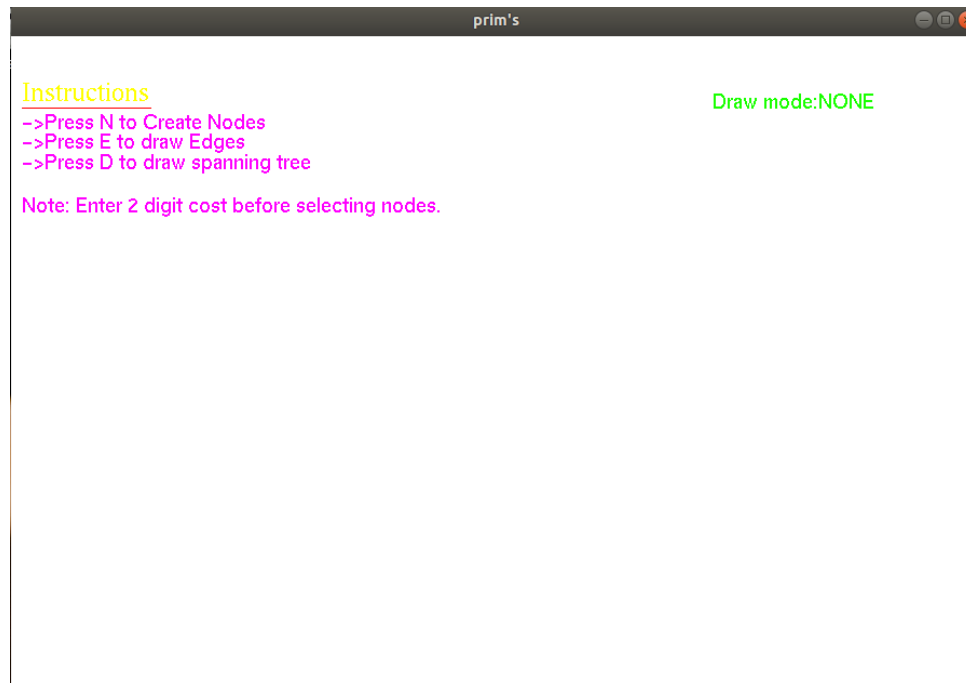 prim's
Instructions
Draw mode:NONE
->Press N to Create Nodes
->Press E to draw Edges
->Press D to draw spanning tree
Note: Enter 2 digit cost before selecting nodes.